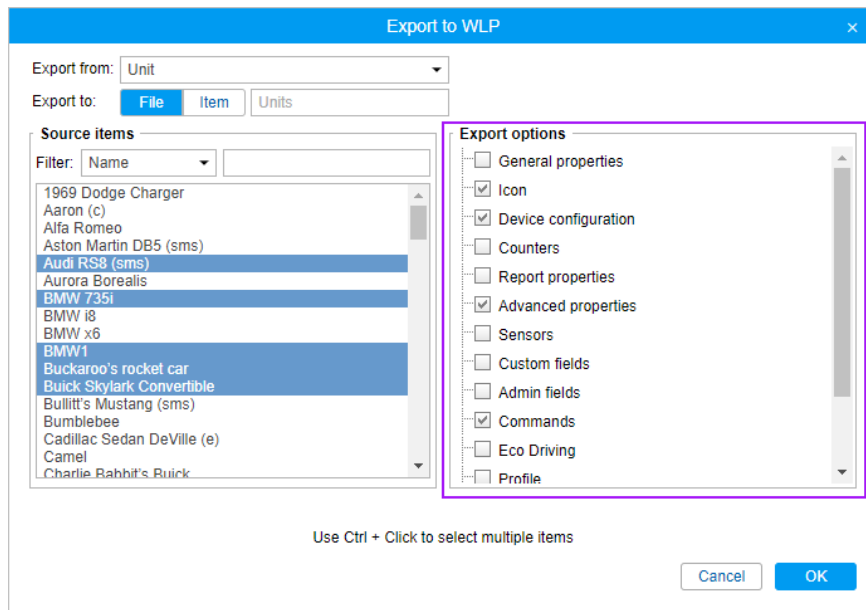 Export to WLP
×
Export from: Unit
Export to: File Item Units
Source items
Filter: Name
1969 Dodge Charger
Aaron (c)
Alfa Romeo
Aston Martin DB5 (sms)
Audi RS8 (sms)
Aurora Borealis
BMW 735i
BMW i8
BMW x6
BMW1
Buckaroo's rocket car
Buick Skylark Convertible
Bullitt's Mustang (sms)
Bumblebee
Cadillac Sedan DeVille (e)
Camel
Charlie Babbit's Buick
Export options
General properties
Icon
Device configuration
Counters
Report properties
Advanced properties
Sensors
Custom fields
Admin fields
Commands
Eco Driving
Profile
Use Ctrl + Click to select multiple items
Cancel OK